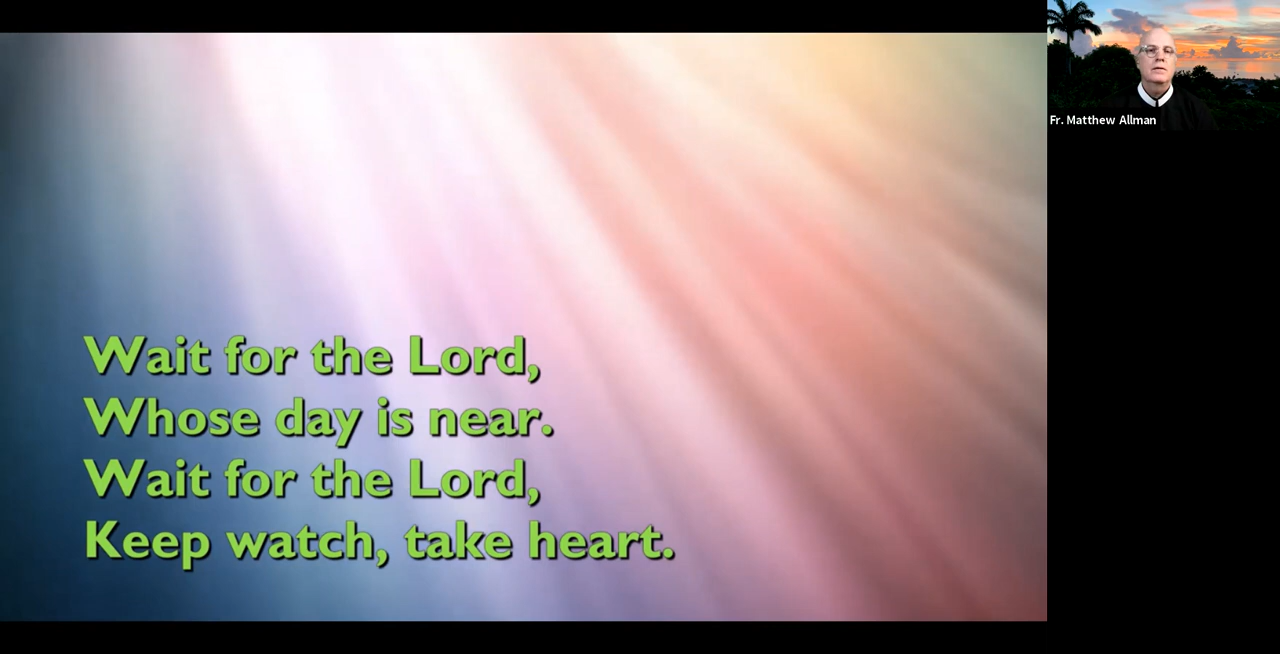 Wait for the Lord,
Whose day is near.
Wait for the Lord,
Keep watch, take heart.
Fr. Matthew Allman